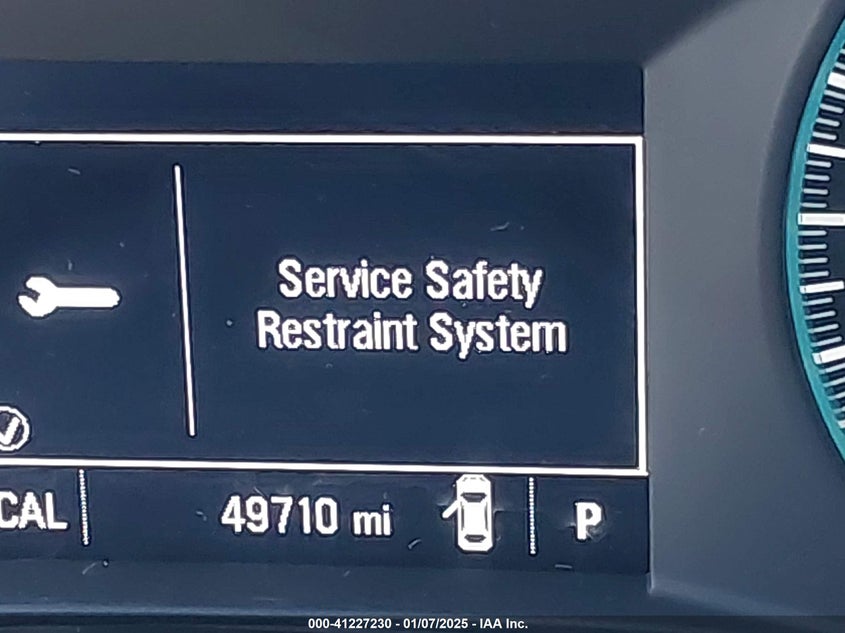 Service Safety
Restraint System
CAL
49710 mi
P
000-41227230 - 01/07/2025 - IAA Inc.